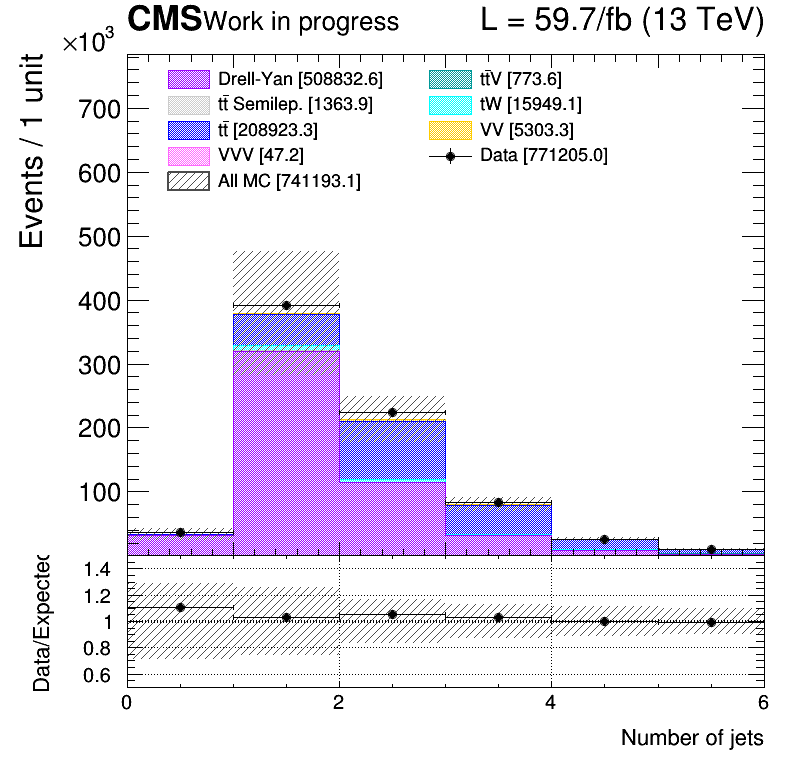 CMS Work in progress L = 59.7/fb (13 TeV)
×10³
Events / 1 unit
Drell-Yan [508832.6]
tt̄ Semilep. [1363.9]
tt̄ [208923.3]
VVV [47.2]
All MC [741193.1]
tt̄V [773.6]
tW [15949.1]
VV [5303.3]
Data [771205.0]
700
600
500
400
300
200
100
Data/Expected
1.4
1.2
1
0.8
0.6
0 2 4 6
Number of jets